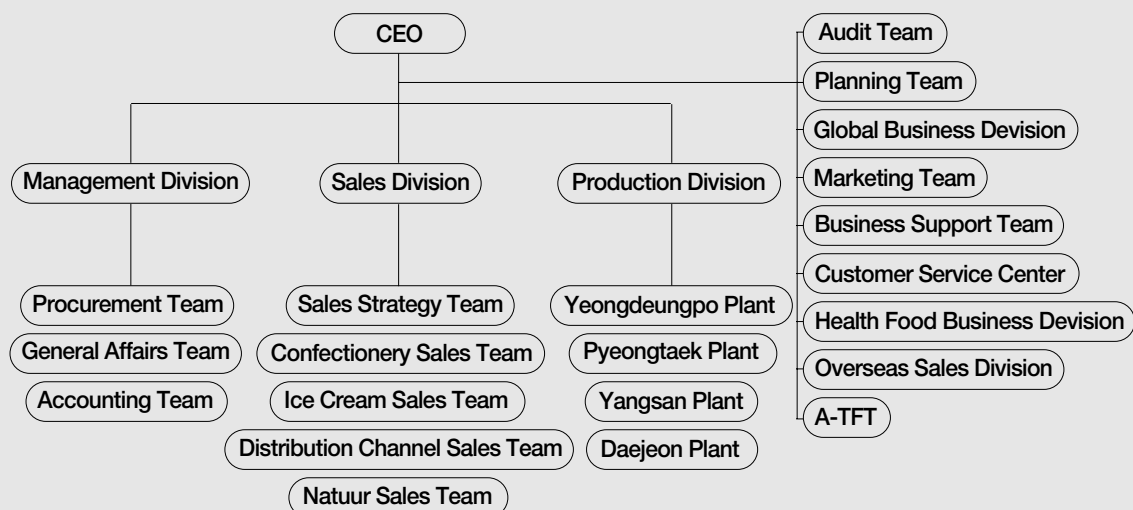 CEO
Management Division
Procurement Team
General Affairs Team
Accounting Team
Sales Division
Sales Strategy Team
Confectionery Sales Team
Ice Cream Sales Team
Distribution Channel Sales Team
Natuur Sales Team
Production Division
Yeongdeungpo Plant
Pyeongtaek Plant
Yangsan Plant
Daejeon Plant
Audit Team
Planning Team
Global Business Devision
Marketing Team
Business Support Team
Customer Service Center
Health Food Business Devision
Overseas Sales Division
A-TFT